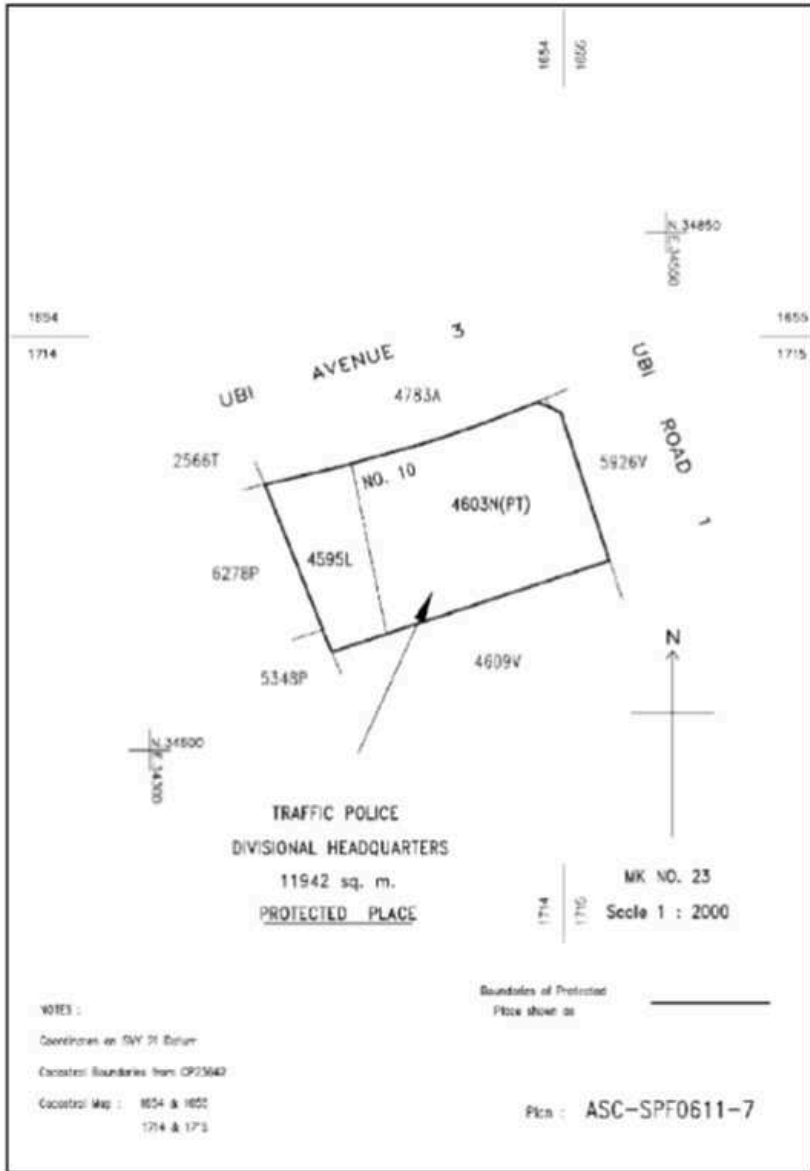 1654
1655
N.34850
E.34500
1654
1655
1714
1715
UBI AVENUE 3
UBI ROAD 1
4783A
2566T
NO. 10
5926V
4603N(PT)
4595L
6278P
5348P
4609V
N
N.34600
E.34300
TRAFFIC POLICE
DIVISIONAL HEADQUARTERS
11942 sq. m.
PROTECTED PLACE
1714
1715
MK NO. 23
Scale 1 : 2000
Boundaries of Protected
Place shown as
NOTES :
Coordinates on SVY 21 Datum
Cadastral Boundaries from
Cadastral Map : 1654 & 1655
1714 & 1715
Plan : ASC-SPF0611-7